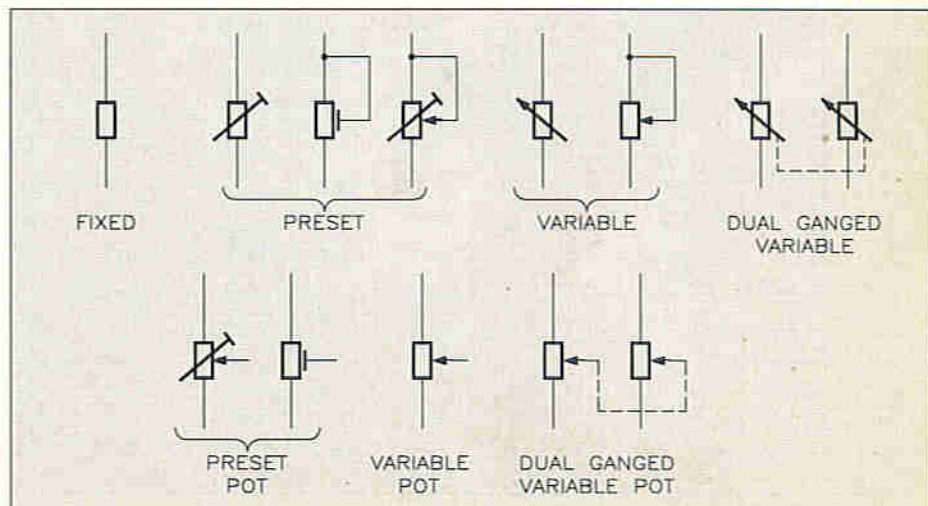 FIXED
PRESET
VARIABLE
DUAL GANGED
VARIABLE
PRESET
POT
VARIABLE
POT
DUAL GANGED
VARIABLE POT